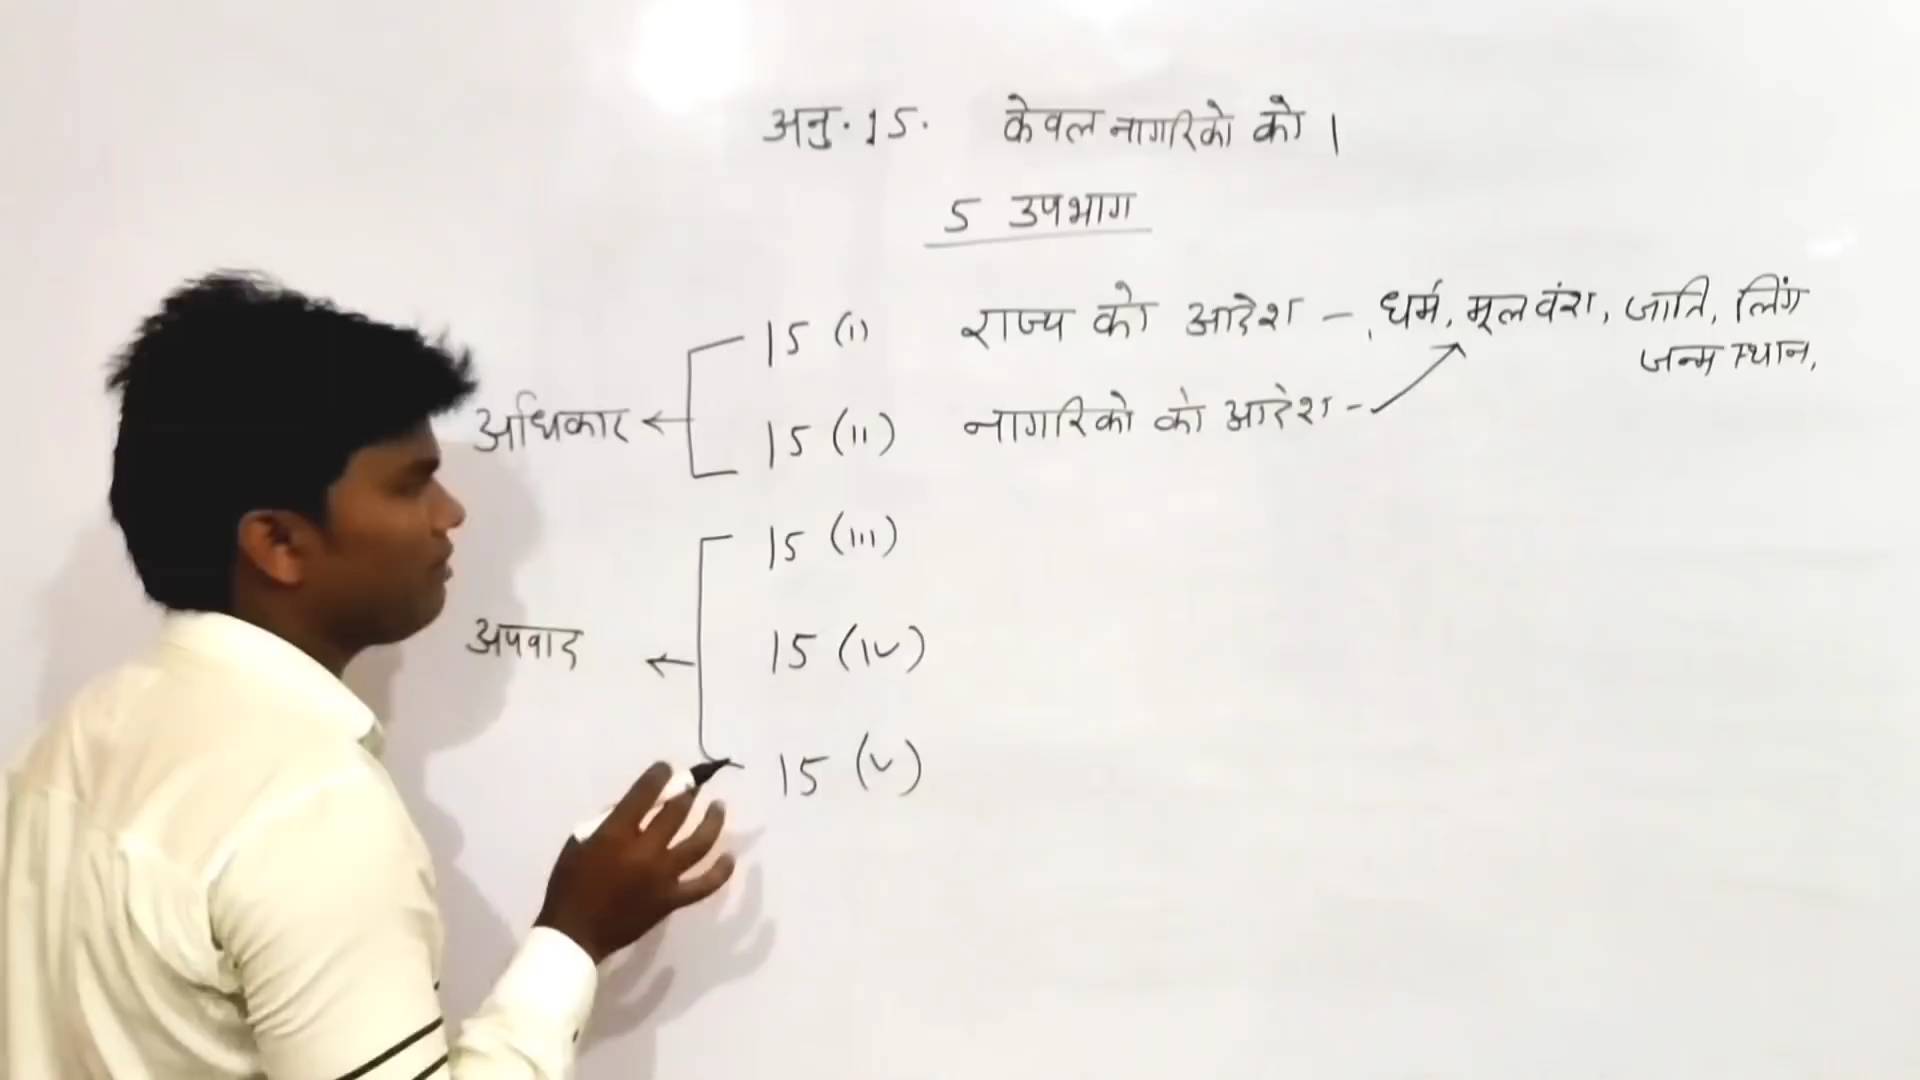 अनु. 15. केवल नागरिको को |
5 उपभाग
15 (i) राज्य को आदेश - धर्म, मूल वंश, जाति, लिंग
जन्म स्थान,
अधिकार ← 15 (ii) नागरिको को आदेश -
15 (iii)
अपवाद ← 15 (iv)
15 (v)